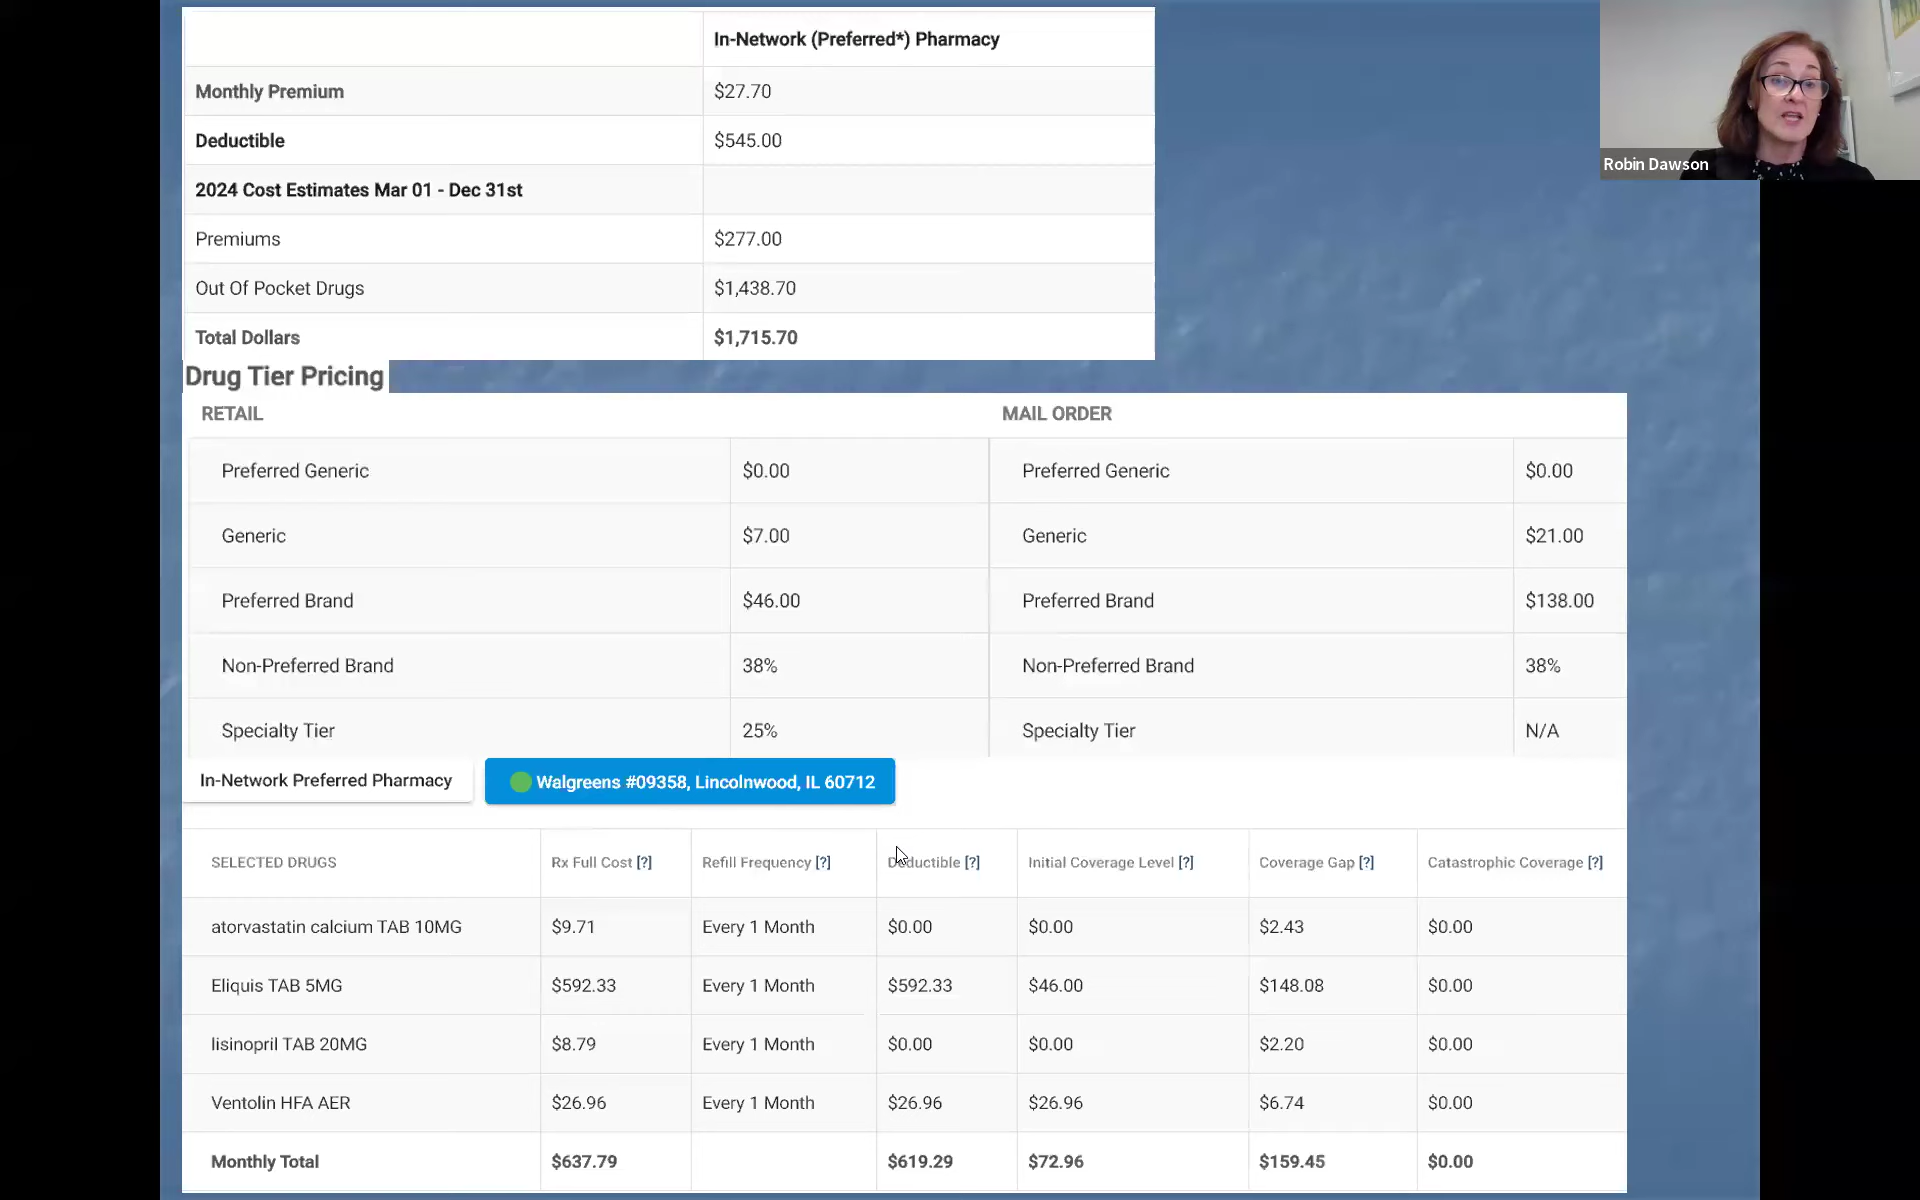 In-Network (Preferred*) Pharmacy
Monthly Premium $27.70
Deductible $545.00
2024 Cost Estimates Mar 01 - Dec 31st
Premiums $277.00
Out Of Pocket Drugs $1,438.70
Total Dollars $1,715.70
Robin Dawson
Drug Tier Pricing
RETAIL MAIL ORDER
Preferred Generic $0.00 Preferred Generic $0.00
Generic $7.00 Generic $21.00
Preferred Brand $46.00 Preferred Brand $138.00
Non-Preferred Brand 38% Non-Preferred Brand 38%
Specialty Tier 25% Specialty Tier N/A
In-Network Preferred Pharmacy Walgreens #09358, Lincolnwood, IL 60712
SELECTED DRUGS Rx Full Cost [?] Refill Frequency [?] Deductible [?] Initial Coverage Level [?] Coverage Gap [?] Catastrophic Coverage [?]
atorvastatin calcium TAB 10MG $9.71 Every 1 Month $0.00 $0.00 $2.43 $0.00
Eliquis TAB 5MG $592.33 Every 1 Month $592.33 $46.00 $148.08 $0.00
lisinopril TAB 20MG $8.79 Every 1 Month $0.00 $0.00 $2.20 $0.00
Ventolin HFA AER $26.96 Every 1 Month $26.96 $26.96 $6.74 $0.00
Monthly Total $637.79 $619.29 $72.96 $159.45 $0.00